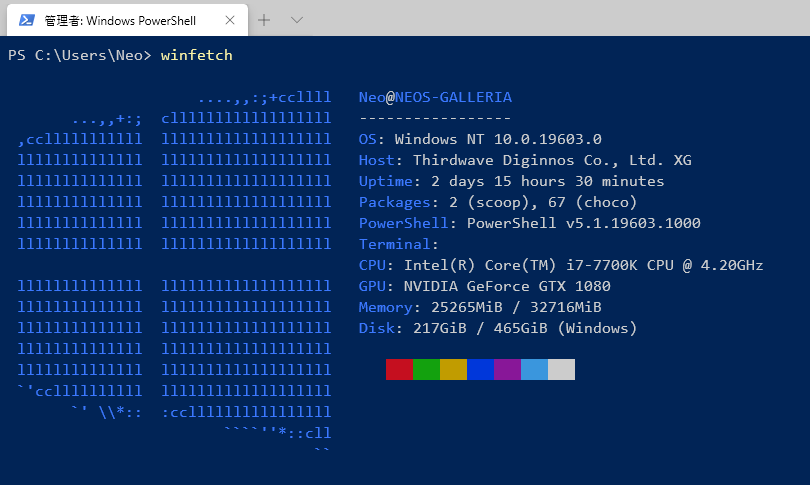 管理者: Windows PowerShell
PS C:\Users\Neo> winfetch
....,,:;+ccllll   Neo@NEOS-GALLERIA
...,,+:;  cllllllllllllllllll   -----------------
,cclllllllllll  lllllllllllllllllll   OS: Windows NT 10.0.19603.0
llllllllllllll  lllllllllllllllllll   Host: Thirdwave Diginnos Co., Ltd. XG
llllllllllllll  lllllllllllllllllll   Uptime: 2 days 15 hours 30 minutes
llllllllllllll  lllllllllllllllllll   Packages: 2 (scoop), 67 (choco)
llllllllllllll  lllllllllllllllllll   PowerShell: PowerShell v5.1.19603.1000
llllllllllllll  lllllllllllllllllll   Terminal:
CPU: Intel(R) Core(TM) i7-7700K CPU @ 4.20GHz
llllllllllllll  lllllllllllllllllll   GPU: NVIDIA GeForce GTX 1080
llllllllllllll  lllllllllllllllllll   Memory: 25265MiB / 32716MiB
llllllllllllll  lllllllllllllllllll   Disk: 217GiB / 465GiB (Windows)
llllllllllllll  lllllllllllllllllll
llllllllllllll  lllllllllllllllllll
`'ccllllllllll  lllllllllllllllllll
`' \\*::  :ccllllllllllllllll
````''*::cll
``